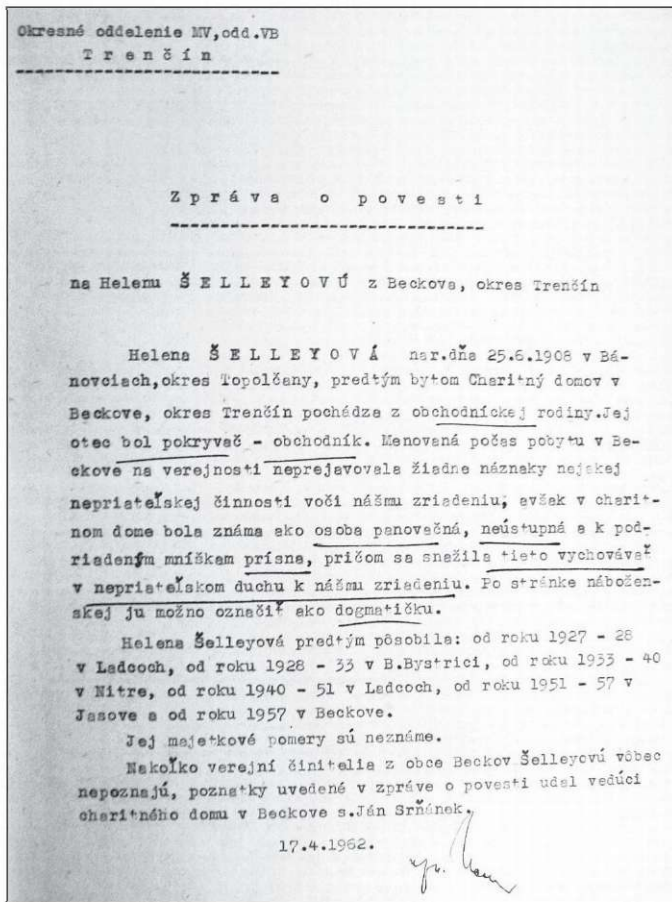 Okresné oddelenie MV,odd.VB
T r e n č í n
Z p r á v a   o   p o v e s t i
na Helenu Š E L L E Y O V Ú z Beckova, okres Trenčín
Helena Š E L L E Y O V Á nar.dňa 25.6.1908 v Bá-
novciach,okres Topolčany, predtým bytom Charitný domov v
Beckove, okres Trenčín pochádza z obchodníckej rodiny.Jej
otec bol pokryvač - obchodník. Menovaná počas pobytu v Be-
ckove na verejnosti neprejavovala žiadne náznaky nejakej
nepriateľskej činnosti voči nášmu zriadeniu, avšak v charit-
nom dome bola známa ako osoba panovačná, neústupná a k pod-
riadeným mníškam prísna, pričom sa snažila tieto vychovávať
v nepriateľskom duchu k nášmu zriadeniu. Po stránke nábožen-
skej ju možno označiť ako dogmatičku.
Helena Šelleyová predtým pôsobila: od roku 1927 - 28
v Ladcoch, od roku 1928 - 33 v B.Bystrici, od roku 1933 - 40
v Nitre, od roku 1940 - 51 v Ladcoch, od roku 1951 - 57 v
Jasove a od roku 1957 v Beckove.
Jej majetkové pomery sú neznáme.
Nakoľko verejní činitelia z obce Beckov Šelleyovú vôbec
nepoznajú, poznatky uvedené v zpráve o povesti udal vedúci
charitného domu v Beckove s.Ján Srňánek.
17.4.1962.